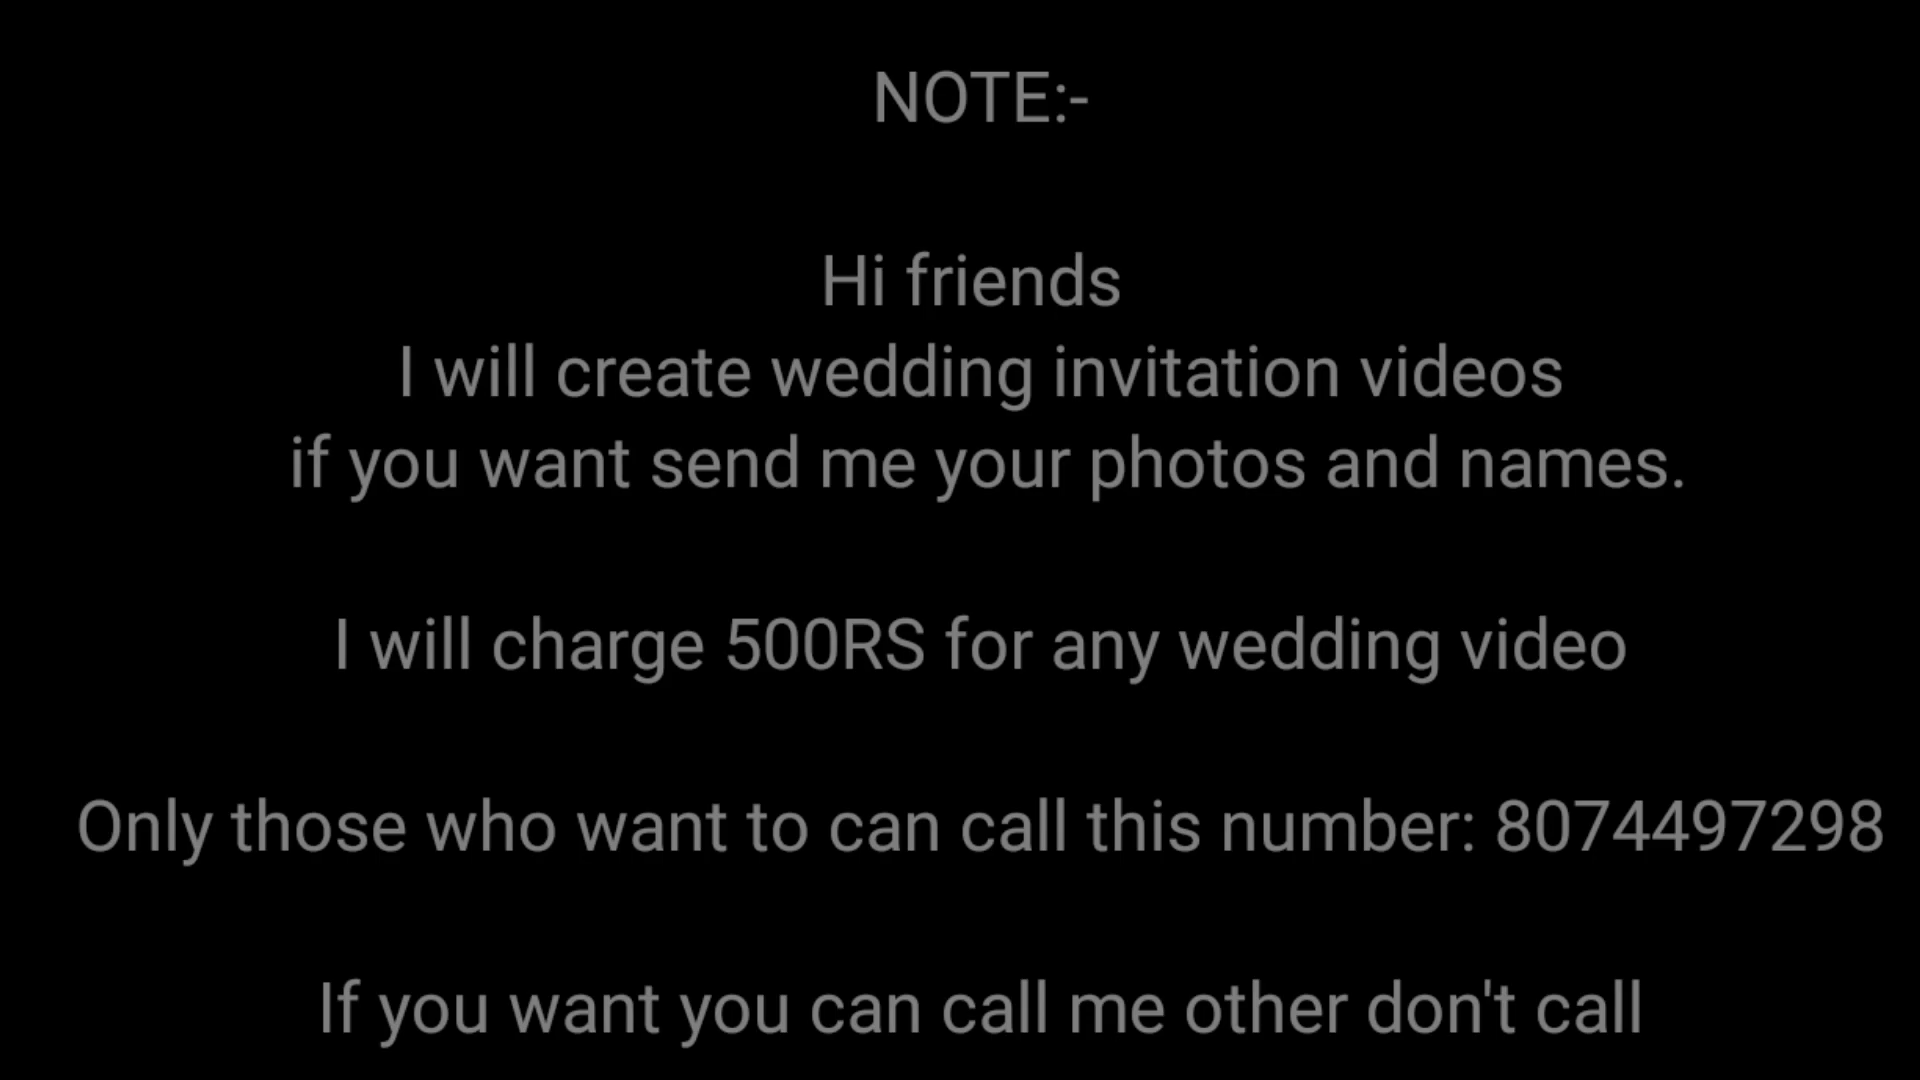 NOTE:-
Hi friends
I will create wedding invitation videos
if you want send me your photos and names.
I will charge 500RS for any wedding video
Only those who want to can call this number: 8074497298
If you want you can call me other don't call